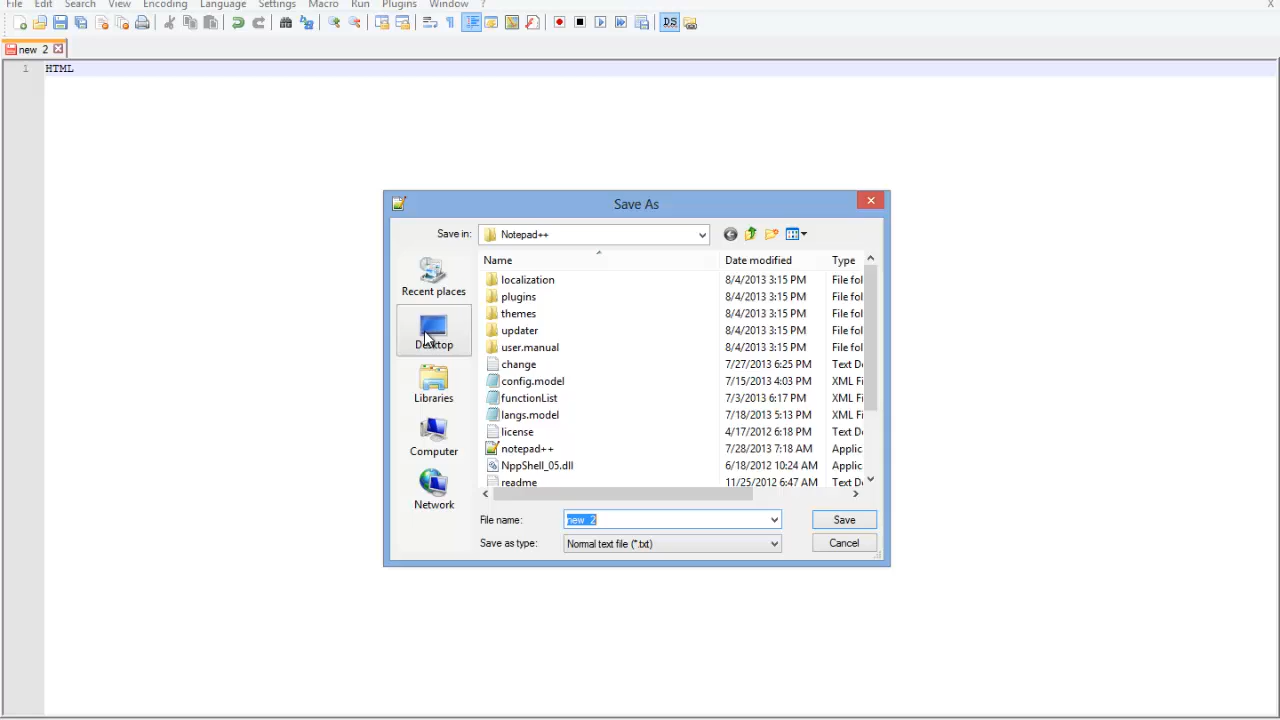 File Edit Search View Encoding Language Settings Macro Run Plugins Window ? X
new 2
1 HTML
Save As
Save in: Notepad++
Name Date modified Type
Recent places
Desktop
Libraries
Computer
Network
localization 8/4/2013 3:15 PM File fol
plugins 8/4/2013 3:15 PM File fol
themes 8/4/2013 3:15 PM File fol
updater 8/4/2013 3:15 PM File fol
user.manual 8/4/2013 3:15 PM File fol
change 7/27/2013 6:25 PM Text D
config.model 7/15/2013 4:03 PM XML Fi
functionList 7/3/2013 6:17 PM XML Fi
langs.model 7/18/2013 5:13 PM XML Fi
license 4/17/2012 6:18 PM Text D
notepad++ 7/28/2013 7:18 AM Applic
NppShell_05.dll 6/18/2012 10:24 AM Applic
readme 11/25/2012 6:47 AM Text D
File name: new 2 Save
Save as type: Normal text file (*.txt) Cancel